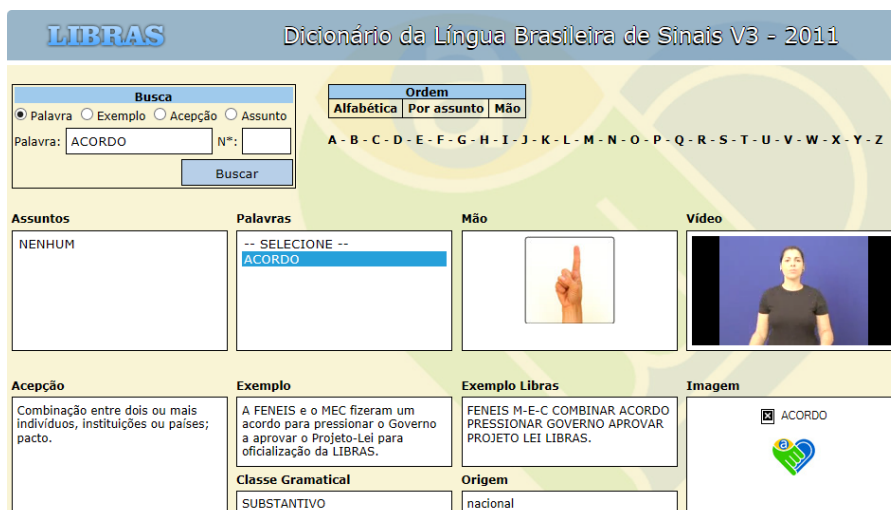 LIBRAS
Dicionário da Língua Brasileira de Sinais V3 - 2011
Busca
Palavra Exemplo Acepção Assunto
Palavra: ACORDO N*:
Buscar
Ordem
Alfabética Por assunto Mão
A - B - C - D - E - F - G - H - I - J - K - L - M - N - O - P - Q - R - S - T - U - V - W - X - Y - Z
Assuntos
NENHUM
Palavras
-- SELECIONE --
ACORDO
Mão
Vídeo
Acepção
Combinação entre dois ou mais
indivíduos, instituições ou países;
pacto.
Exemplo
A FENEIS e o MEC fizeram um
acordo para pressionar o Governo
a aprovar o Projeto-Lei para
oficialização da LIBRAS.
Exemplo Libras
FENEIS M-E-C COMBINAR ACORDO
PRESSIONAR GOVERNO APROVAR
PROJETO LEI LIBRAS.
Imagem
ACORDO
Classe Gramatical
SUBSTANTIVO
Origem
nacional